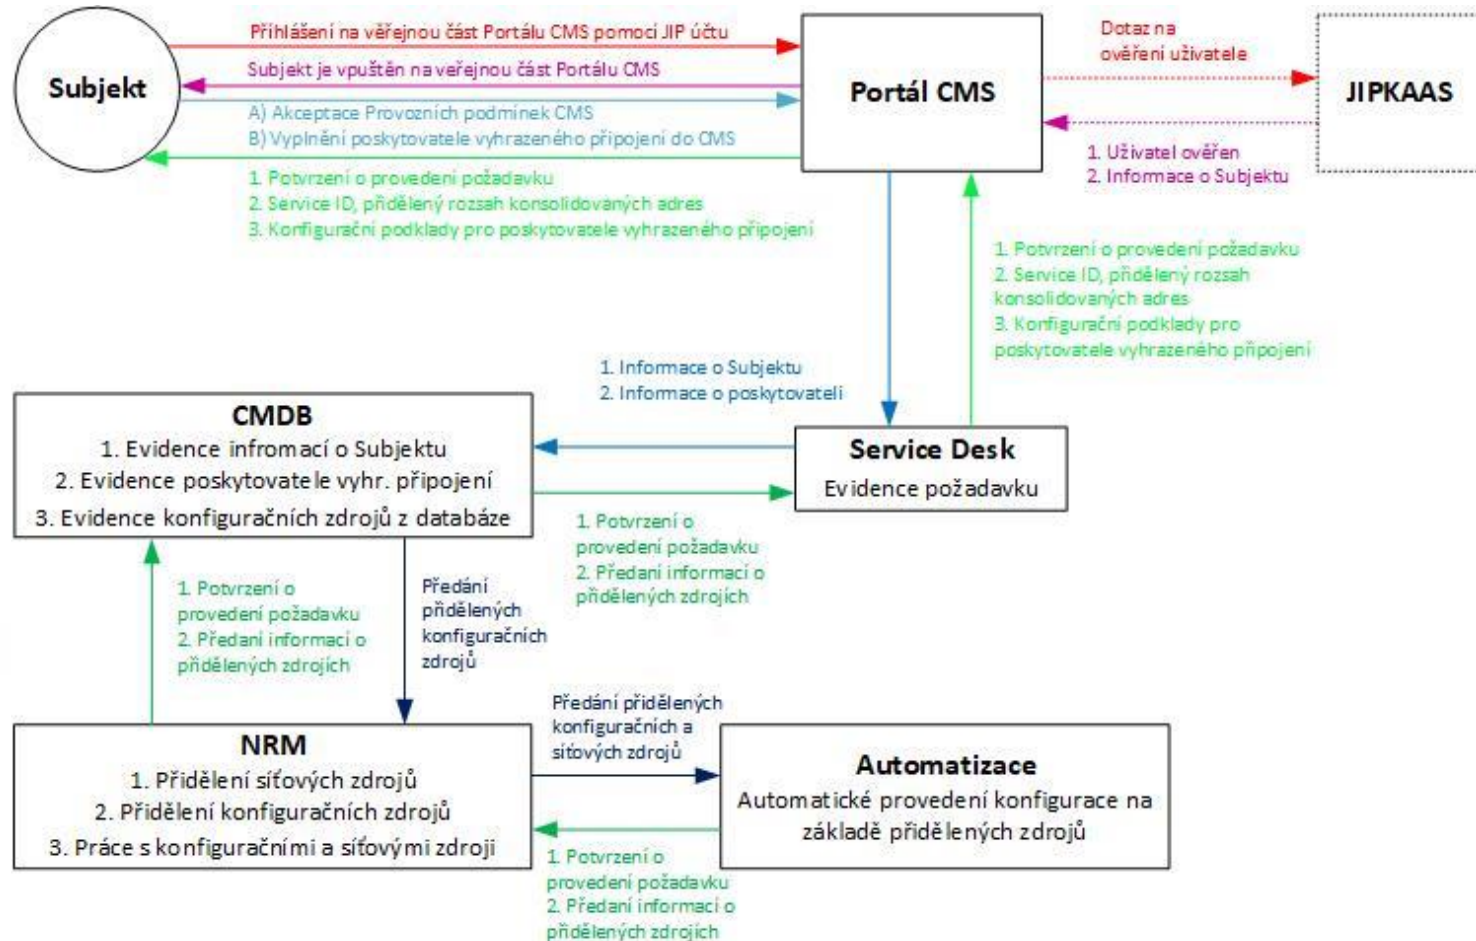 Subjekt
Přihlášení na věřejnou část Portálu CMS pomocí JIP účtu
Subjekt je vpuštěn na veřejnou část Portálu CMS
A) Akceptace Provozních podmínek CMS
B) Vyplnění poskytovatele vyhrazeného připojení do CMS
1. Potvrzení o provedení požadavku
2. Service ID, přidělený rozsah konsolidovaných adres
3. Konfigurační podklady pro poskytovatele vyhrazeného připojení
Portál CMS
Dotaz na
ověření uživatele
JIPKAAS
1. Uživatel ověřen
2. Informace o Subjektu
1. Potvrzení o provedení požadavku
2. Service ID, přidělený rozsah
konsolidovaných adres
3. Konfigurační podklady pro
poskytovatele vyhrazeného připojení
1. Informace o Subjektu
2. Informace o poskytovateli
CMDB
1. Evidence infromací o Subjektu
2. Evidence poskytovatele vyhr. připojení
3. Evidence konfiguračních zdrojů z databáze
Service Desk
Evidence požadavku
1. Potvrzení o
provedení požadavku
2. Předaní informací o
přidělených zdrojích
1. Potvrzení o
provedení požadavku
2. Předaní informací o
přidělených zdrojích
Předání
přidělených
konfiguračních
zdrojů
NRM
1. Přidělení síťových zdrojů
2. Přidělení konfiguračních zdrojů
3. Práce s konfiguračními a síťovými zdroji
Předání přidělených
konfiguračních a
síťových zdrojů
Automatizace
Automatické provedení konfigurace na
základě přidělených zdrojů
1. Potvrzení o
provedení požadavku
2. Předaní informací o
přidělených zdrojích